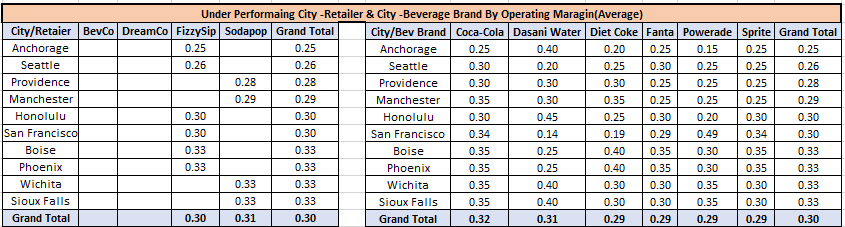 Under Performaing City -Retailer & City -Beverage Brand By Operating Maragin(Average)
City/Retaier BevCo DreamCo FizzySip Sodapop Grand Total City/Bev Brand Coca-Cola Dasani Water Diet Coke Fanta Powerade Sprite Grand Total
Anchorage 0.25 0.25 Anchorage 0.25 0.40 0.20 0.25 0.15 0.25 0.25
Seattle 0.26 0.26 Seattle 0.30 0.20 0.25 0.30 0.25 0.25 0.26
Providence 0.28 0.28 Providence 0.30 0.30 0.30 0.25 0.25 0.25 0.28
Manchester 0.29 0.29 Manchester 0.35 0.30 0.35 0.25 0.25 0.25 0.29
Honolulu 0.30 0.30 Honolulu 0.30 0.45 0.25 0.30 0.20 0.30 0.30
San Francisco 0.30 0.30 San Francisco 0.34 0.14 0.19 0.29 0.49 0.34 0.30
Boise 0.33 0.33 Boise 0.35 0.25 0.40 0.35 0.30 0.35 0.33
Phoenix 0.33 0.33 Phoenix 0.35 0.25 0.40 0.35 0.30 0.35 0.33
Wichita 0.33 0.33 Wichita 0.35 0.40 0.30 0.30 0.35 0.30 0.33
Sioux Falls 0.33 0.33 Sioux Falls 0.35 0.40 0.30 0.30 0.35 0.30 0.33
Grand Total 0.30 0.31 0.30 Grand Total 0.32 0.31 0.29 0.29 0.29 0.29 0.30